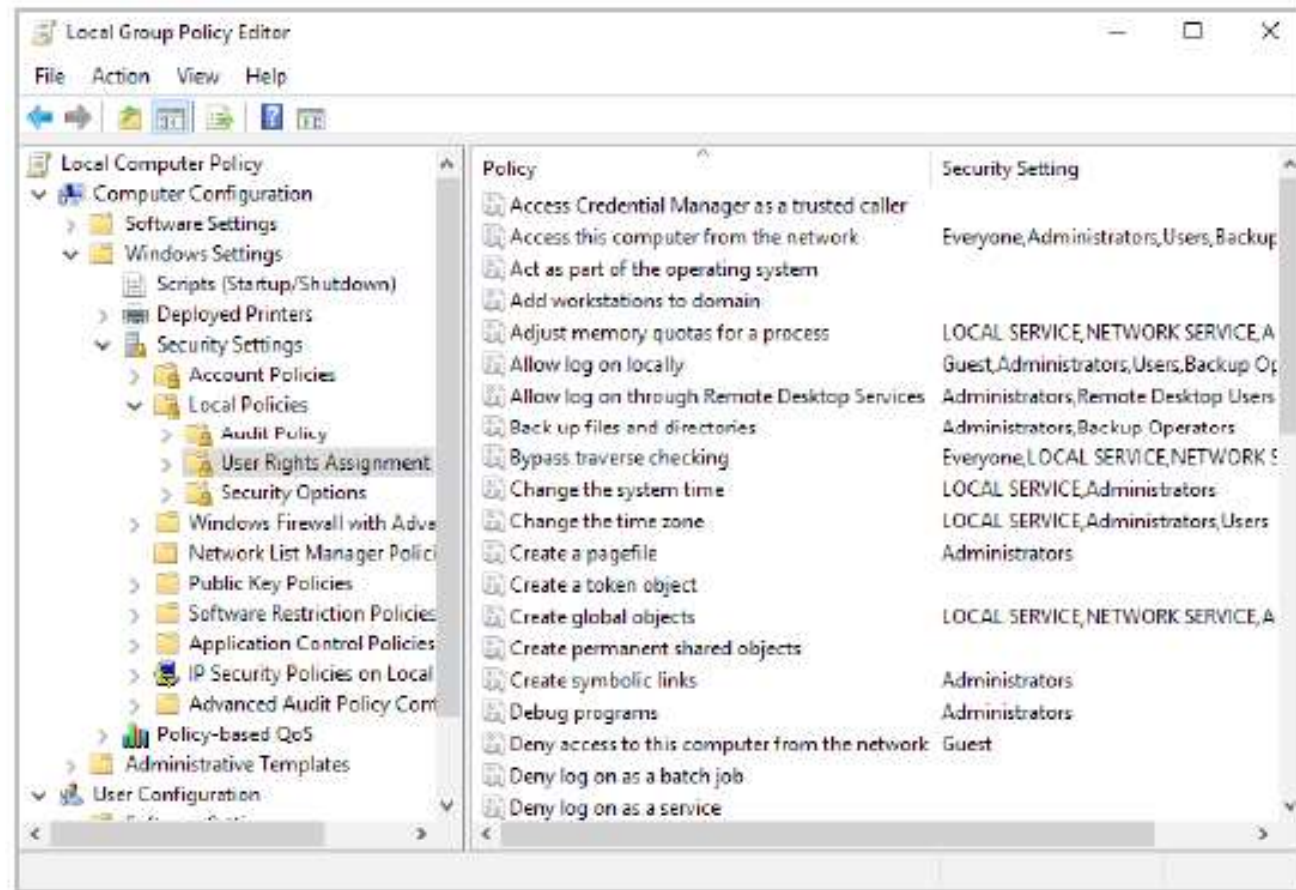 Local Group Policy Editor
File Action View Help
Local Computer Policy
Computer Configuration
Software Settings
Windows Settings
Scripts (Startup/Shutdown)
Deployed Printers
Security Settings
Account Policies
Local Policies
Audit Policy
User Rights Assignment
Security Options
Windows Firewall with Adva
Network List Manager Polici
Public Key Policies
Software Restriction Policies
Application Control Policies
IP Security Policies on Local
Advanced Audit Policy Conf
Policy-based QoS
Administrative Templates
User Configuration
Policy Security Setting
Access Credential Manager as a trusted caller
Access this computer from the network Everyone,Administrators,Users,Backup
Act as part of the operating system
Add workstations to domain
Adjust memory quotas for a process LOCAL SERVICE,NETWORK SERVICE,A
Allow log on locally Guest,Administrators,Users,Backup Op
Allow log on through Remote Desktop Services Administrators,Remote Desktop Users
Back up files and directories Administrators,Backup Operators
Bypass traverse checking Everyone,LOCAL SERVICE,NETWORK S
Change the system time LOCAL SERVICE,Administrators
Change the time zone LOCAL SERVICE,Administrators,Users
Create a pagefile Administrators
Create a token object
Create global objects LOCAL SERVICE,NETWORK SERVICE,A
Create permanent shared objects
Create symbolic links Administrators
Debug programs Administrators
Deny access to this computer from the network Guest
Deny log on as a batch job
Deny log on as a service